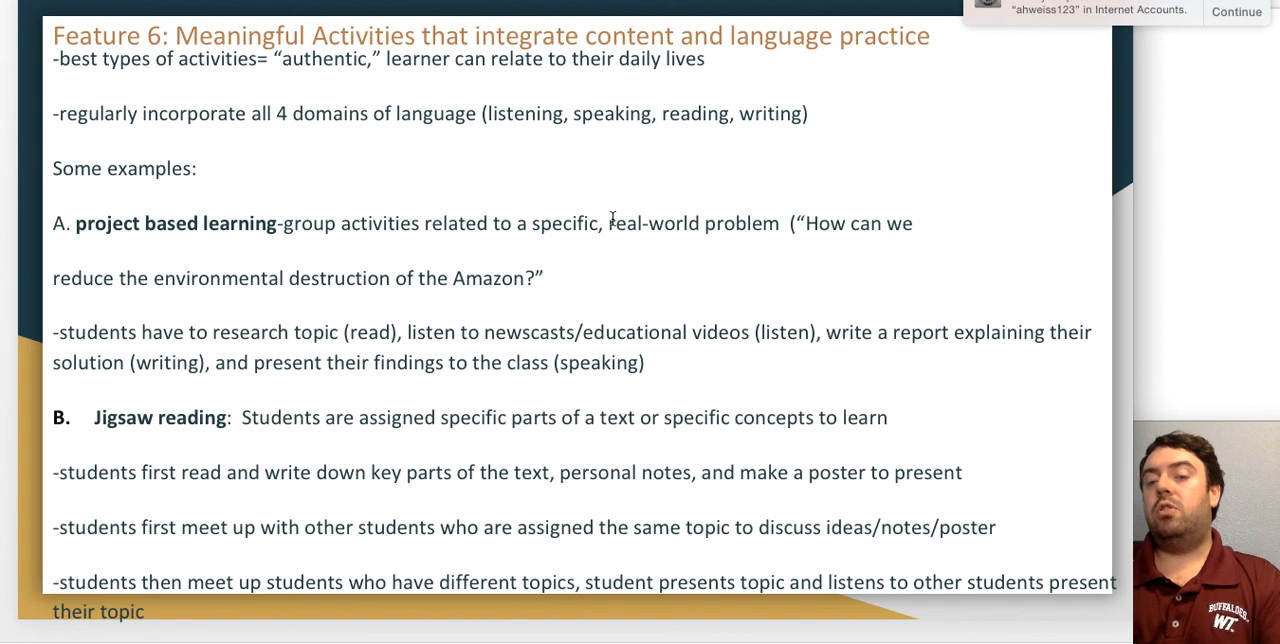 "ahweiss123" in Internet Accounts.
Continue
Feature 6: Meaningful Activities that integrate content and language practice
-best types of activities= “authentic,” learner can relate to their daily lives
-regularly incorporate all 4 domains of language (listening, speaking, reading, writing)
Some examples:
A. project based learning-group activities related to a specific, real-world problem  (“How can we
reduce the environmental destruction of the Amazon?”
-students have to research topic (read), listen to newscasts/educational videos (listen), write a report explaining their
solution (writing), and present their findings to the class (speaking)
B. Jigsaw reading: Students are assigned specific parts of a text or specific concepts to learn
-students first read and write down key parts of the text, personal notes, and make a poster to present
-students first meet up with other students who are assigned the same topic to discuss ideas/notes/poster
-students then meet up students who have different topics, student presents topic and listens to other students present
their topic
BUFFALOES
WT.